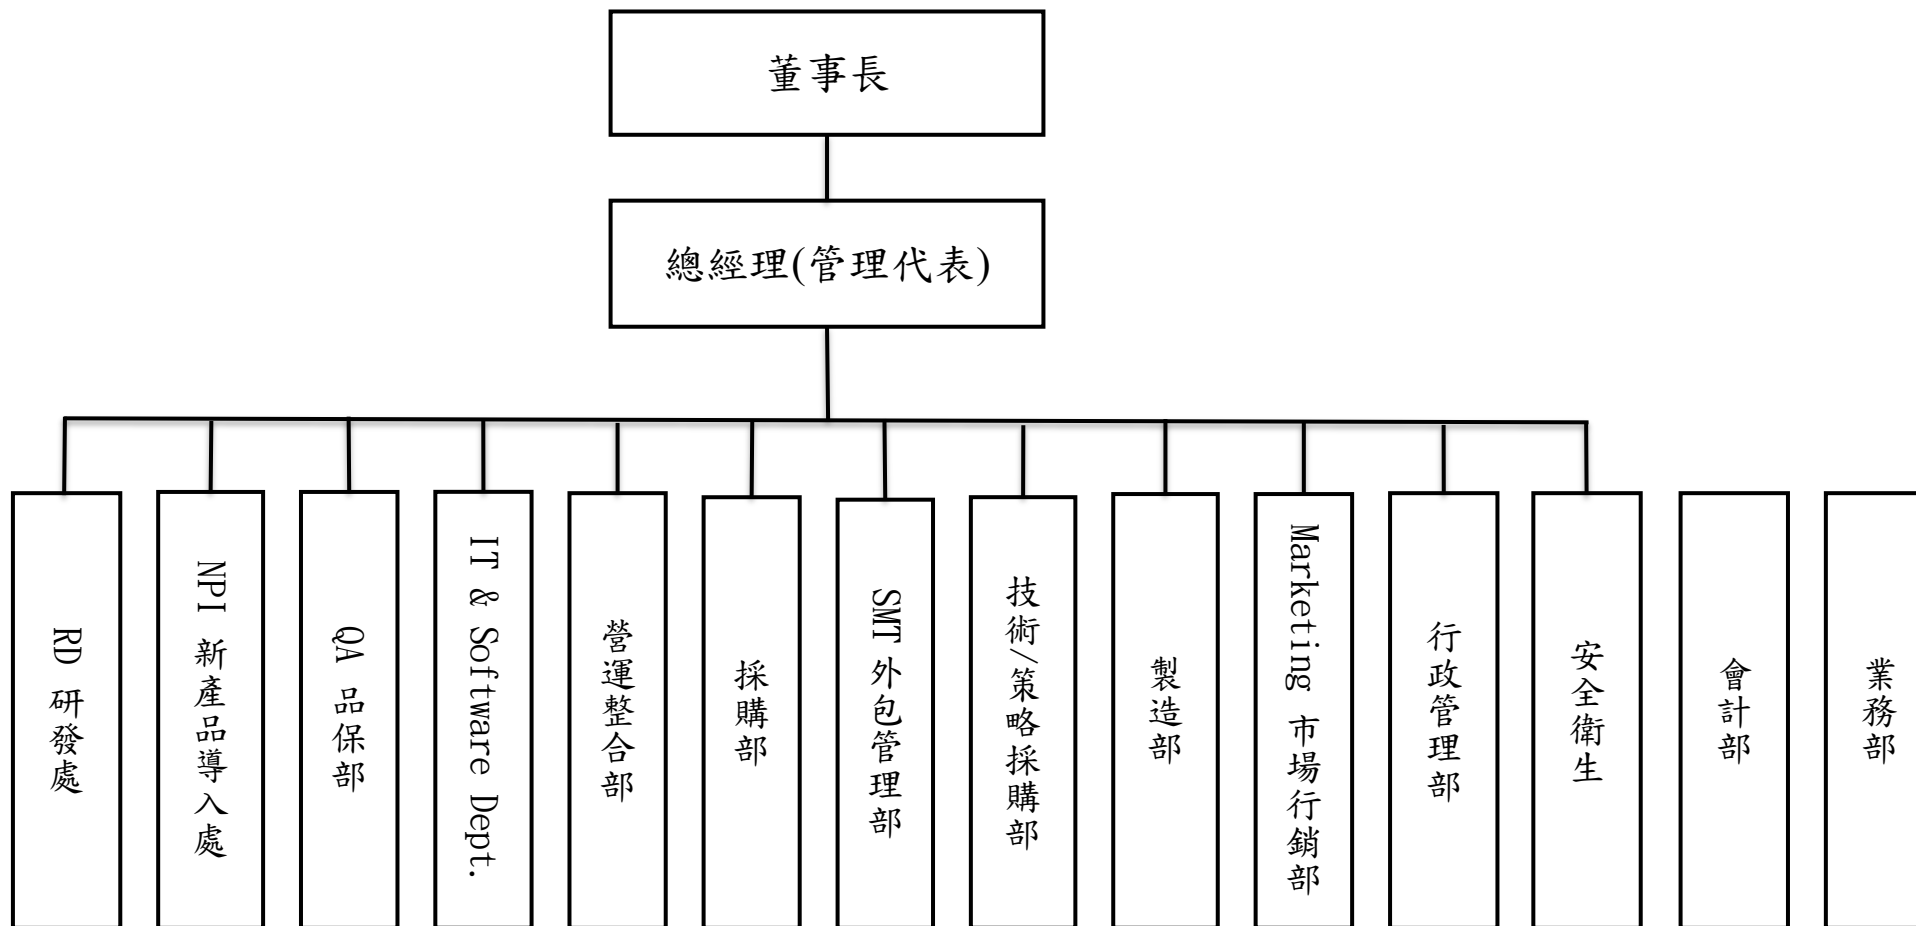 董事長
總經理(管理代表)
RD 研發處
NPI 新產品導入處
QA 品保部
IT & Software Dept.
營運整合部
採購部
SMT 外包管理部
技術/策略採購部
製造部
Marketing 市場行銷部
行政管理部
安全衛生
會計部
業務部